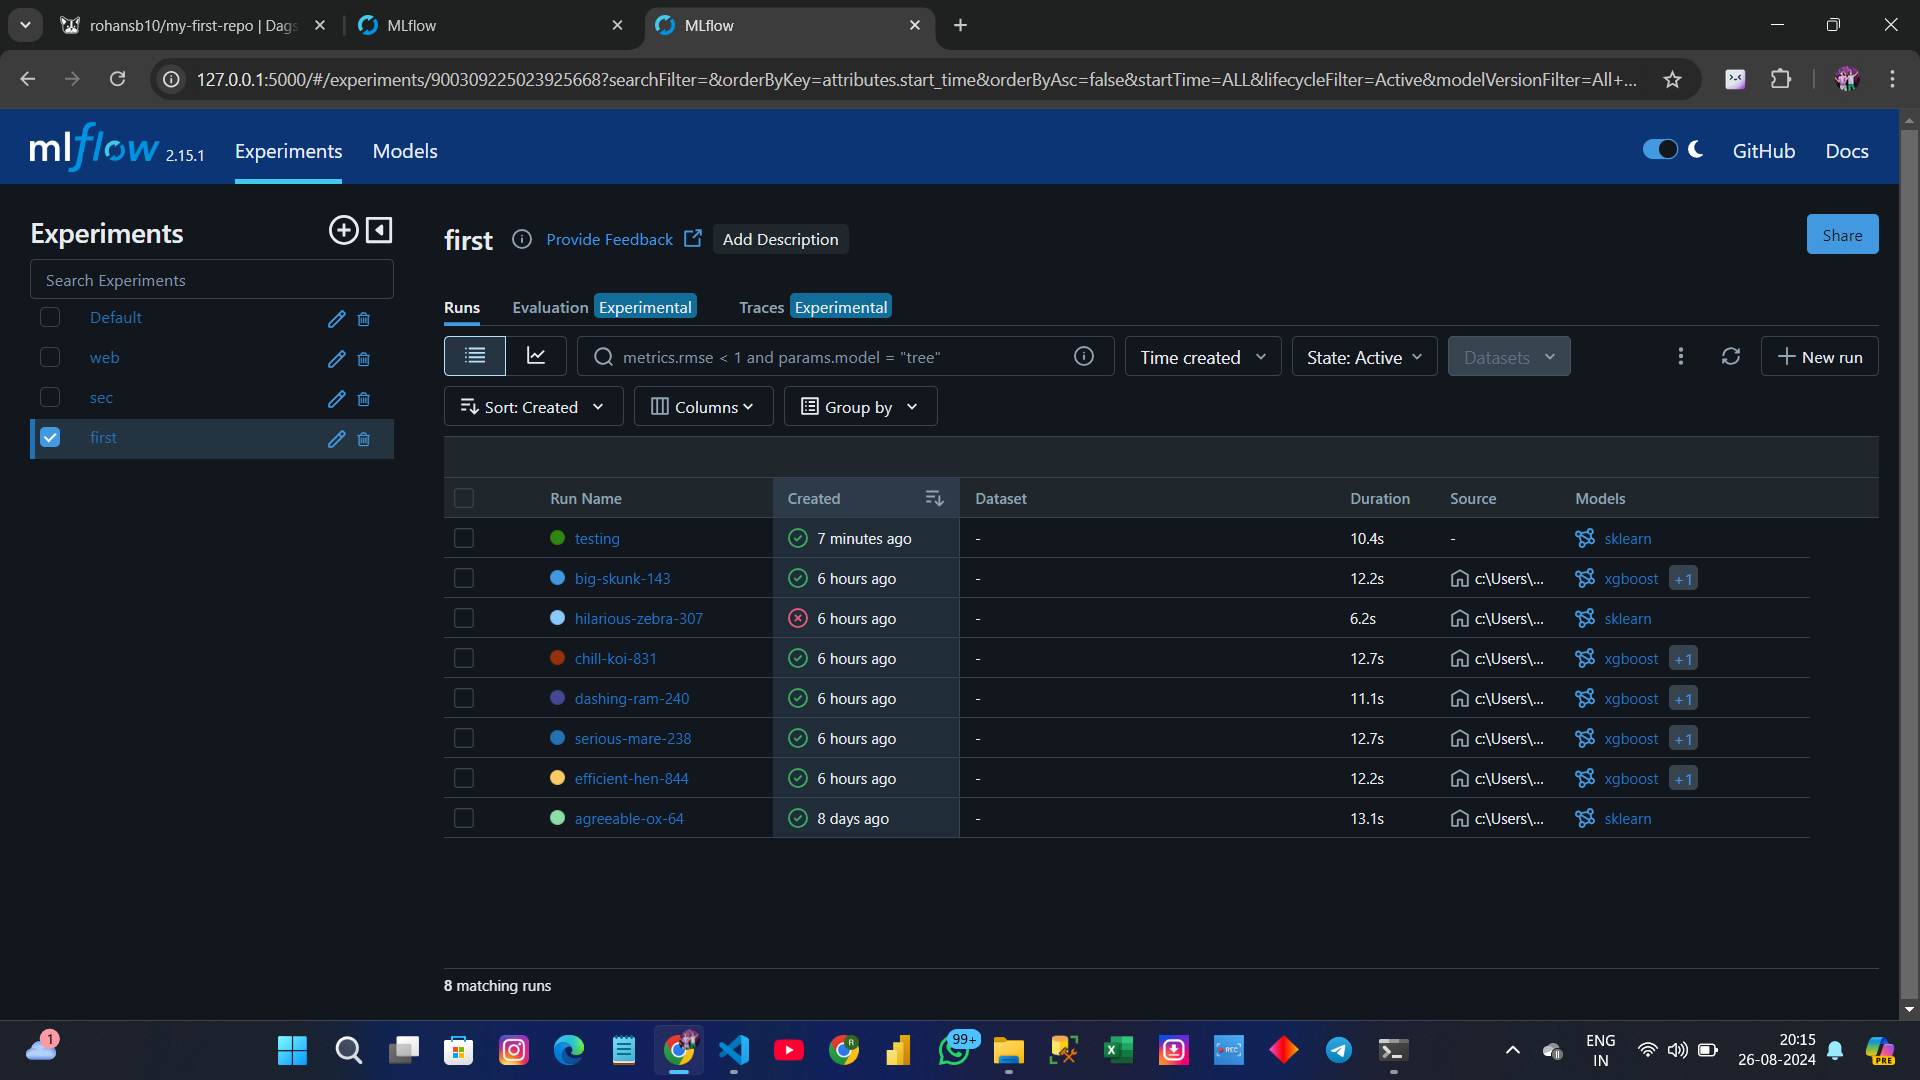 rohansb10/my-first-repo | Dags
MLflow
MLflow
127.0.0.1:5000/#/experiments/900309225023925668?searchFilter=&orderByKey=attributes.start_time&orderByAsc=false&startTime=ALL&lifecycleFilter=Active&modelVersionFilter=All+...
mlflow 2.15.1 Experiments Models GitHub Docs
Experiments
Search Experiments
Default
web
sec
first
first Provide Feedback Add Description Share
Runs Evaluation Experimental Traces Experimental
metrics.rmse < 1 and params.model = "tree" Time created State: Active Datasets New run
Sort: Created Columns Group by
Run Name Created Dataset Duration Source Models
testing 7 minutes ago - 10.4s - sklearn
big-skunk-143 6 hours ago - 12.2s c:\Users\... xgboost +1
hilarious-zebra-307 6 hours ago - 6.2s c:\Users\... sklearn
chill-koi-831 6 hours ago - 12.7s c:\Users\... xgboost +1
dashing-ram-240 6 hours ago - 11.1s c:\Users\... xgboost +1
serious-mare-238 6 hours ago - 12.7s c:\Users\... xgboost +1
efficient-hen-844 6 hours ago - 12.2s c:\Users\... xgboost +1
agreeable-ox-64 8 days ago - 13.1s c:\Users\... sklearn
8 matching runs
1
R
99+
REC
ENG
IN
20:15
26-08-2024
PRE